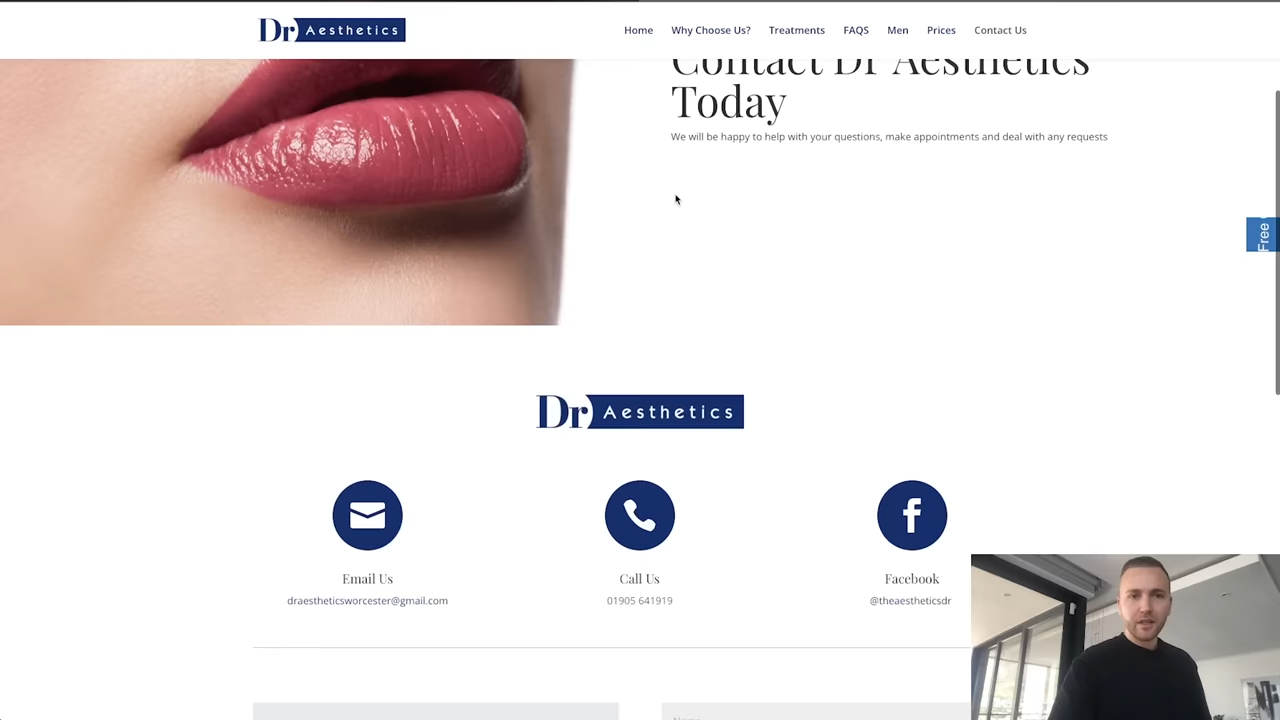 Dr Aesthetics
Home Why Choose Us? Treatments FAQS Men Prices Contact Us
Contact Dr Aesthetics
Today
We will be happy to help with your questions, make appointments and deal with any requests
Free
Dr Aesthetics
Email Us
draestheticsworcester@gmail.com
Call Us
01905 641919
Facebook
@theaestheticsdr
Name